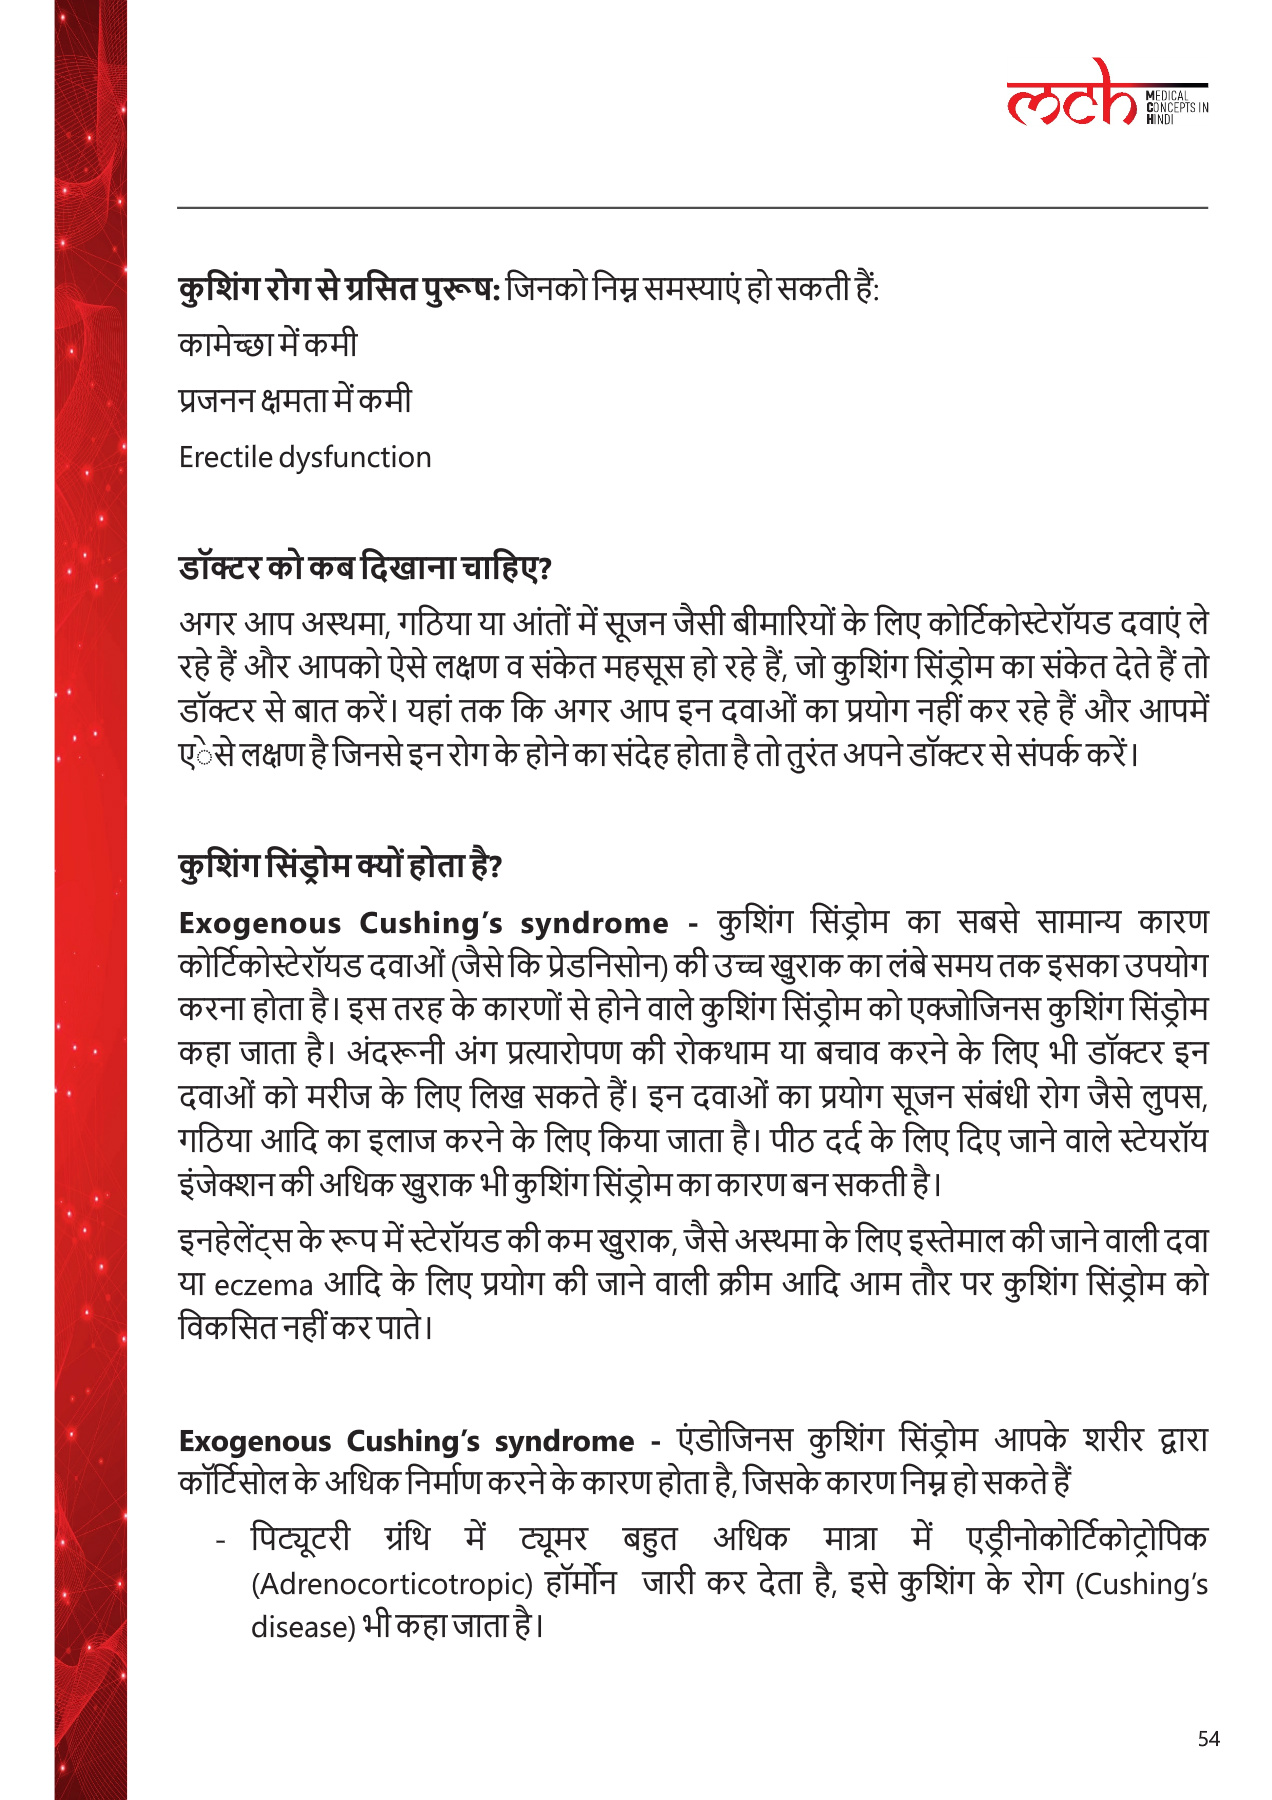 mch MEDICAL
CONCEPTS IN
HINDI
कुशिंग रोग से ग्रसित पुरूष: जिनको निम्न समस्याएं हो सकती हैं:
कामेच्छा में कमी
प्रजनन क्षमता में कमी
Erectile dysfunction
डॉक्टर को कब दिखाना चाहिए?
अगर आप अस्थमा, गठिया या आंतों में सूजन जैसी बीमारियों के लिए कोर्टिकोस्टेरॉयड दवाएं ले
रहे हैं और आपको ऐसे लक्षण व संकेत महसूस हो रहे हैं, जो कुशिंग सिंड्रोम का संकेत देते हैं तो
डॉक्टर से बात करें। यहां तक कि अगर आप इन दवाओं का प्रयोग नहीं कर रहे हैं और आपमें
ए◌ेसे लक्षण है जिनसे इन रोग के होने का संदेह होता है तो तुरंत अपने डॉक्टर से संपर्क करें।
कुशिंग सिंड्रोम क्यों होता है?
Exogenous Cushing’s syndrome - कुशिंग सिंड्रोम का सबसे सामान्य कारण
कोर्टिकोस्टेरॉयड दवाओं (जैसे कि प्रेडनिसोन) की उच्च खुराक का लंबे समय तक इसका उपयोग
करना होता है। इस तरह के कारणों से होने वाले कुशिंग सिंड्रोम को एक्जोजिनस कुशिंग सिंड्रोम
कहा जाता है। अंदरूनी अंग प्रत्यारोपण की रोकथाम या बचाव करने के लिए भी डॉक्टर इन
दवाओं को मरीज के लिए लिख सकते हैं। इन दवाओं का प्रयोग सूजन संबंधी रोग जैसे लुपस,
गठिया आदि का इलाज करने के लिए किया जाता है। पीठ दर्द के लिए दिए जाने वाले स्टेयरॉय
इंजेक्शन की अधिक खुराक भी कुशिंग सिंड्रोम का कारण बन सकती है।
इनहेलेंट्स के रूप में स्टेरॉयड की कम खुराक, जैसे अस्थमा के लिए इस्तेमाल की जाने वाली दवा
या eczema आदि के लिए प्रयोग की जाने वाली क्रीम आदि आम तौर पर कुशिंग सिंड्रोम को
विकसित नहीं कर पाते।
Exogenous Cushing’s syndrome - एंडोजिनस कुशिंग सिंड्रोम आपके शरीर द्वारा
कॉर्टिसोल के अधिक निर्माण करने के कारण होता है, जिसके कारण निम्न हो सकते हैं
- पिट्यूटरी ग्रंथि में ट्यूमर बहुत अधिक मात्रा में एड्रीनोकोर्टिकोट्रोपिक
(Adrenocorticotropic) हॉर्मोन जारी कर देता है, इसे कुशिंग के रोग (Cushing’s
disease) भी कहा जाता है।
54